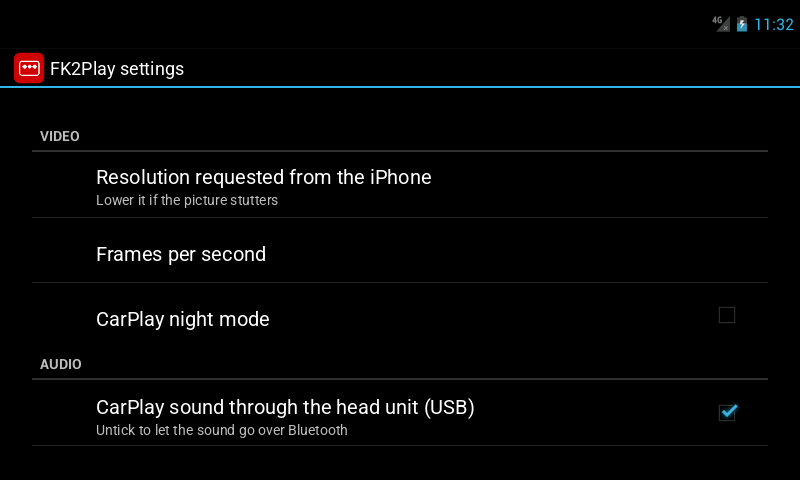 4G 11:32
FK2Play settings
VIDEO
Resolution requested from the iPhone
Lower it if the picture stutters
Frames per second
CarPlay night mode
AUDIO
CarPlay sound through the head unit (USB)
Untick to let the sound go over Bluetooth